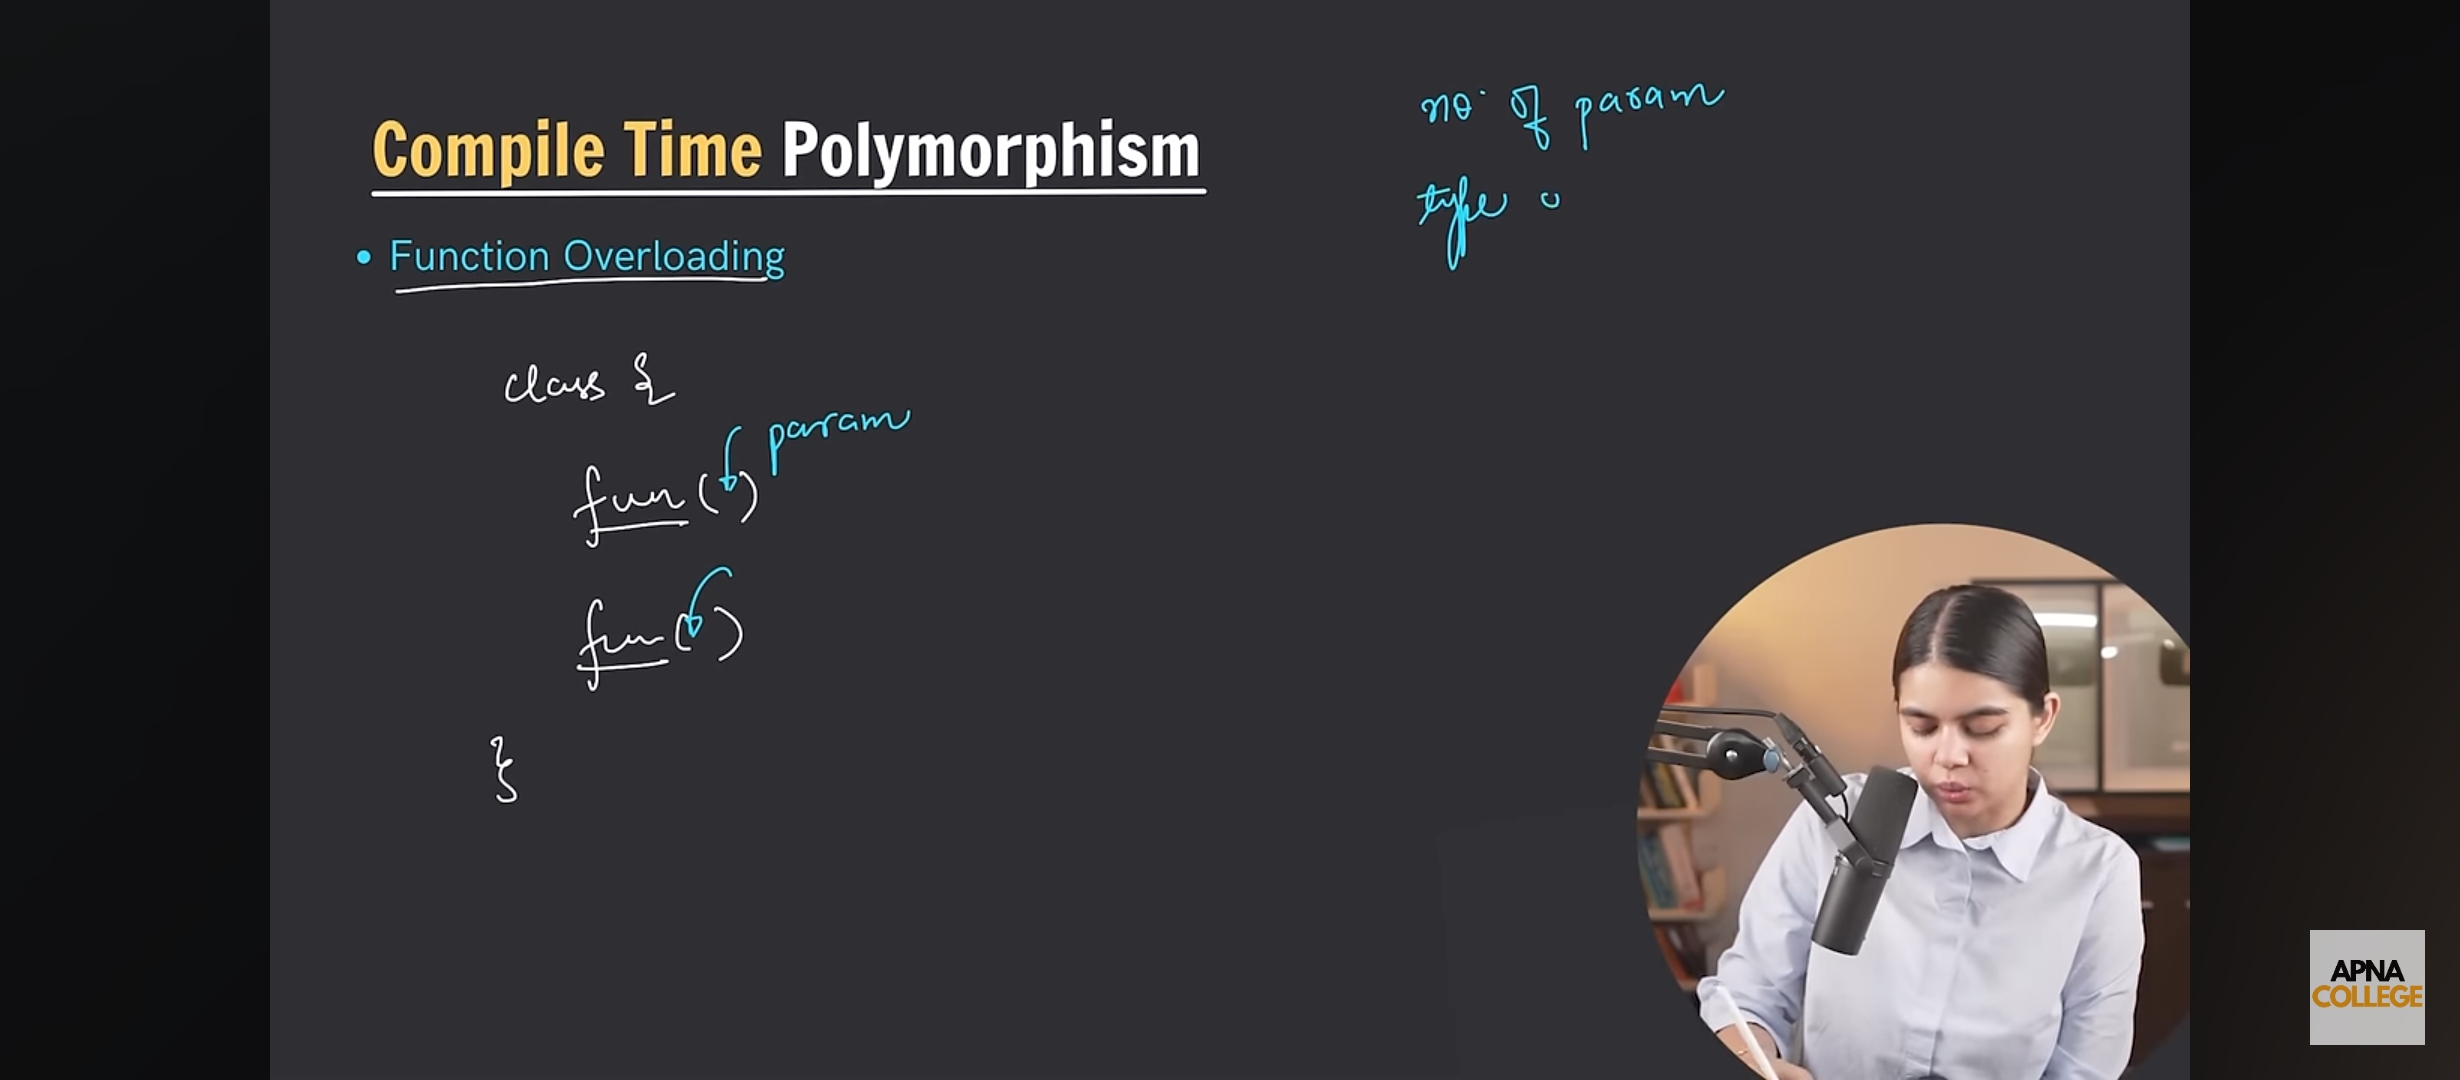 Compile Time Polymorphism
• Function Overloading
class {
param
fun ( )
fun ( )
}
no. of param
type o
APNA
COLLEGE